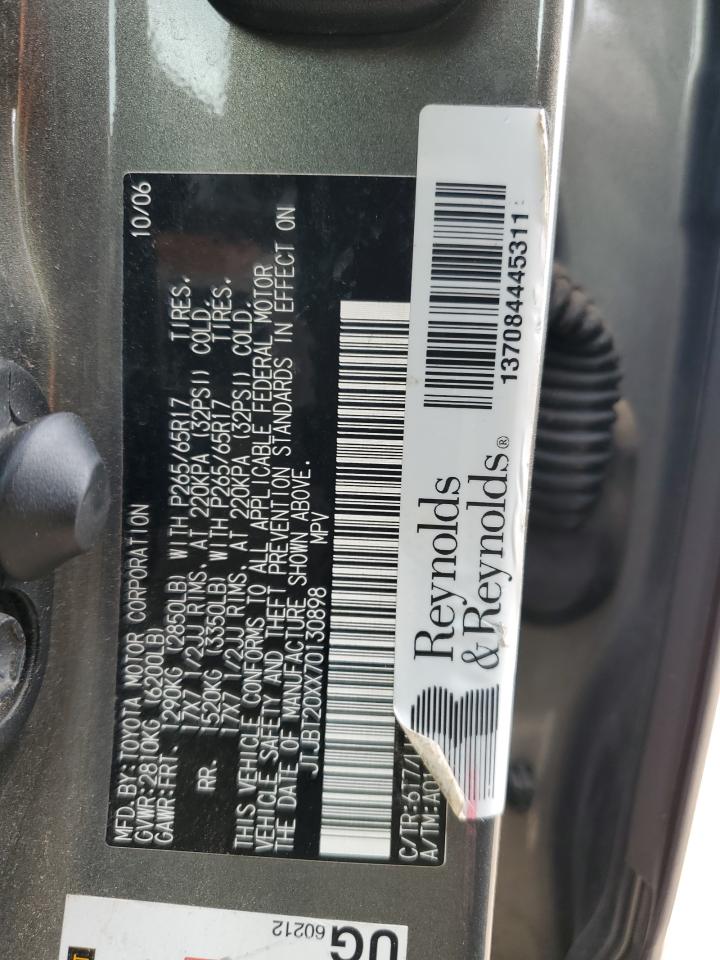 MFD. BY: TOYOTA MOTOR CORPORATION 10/06
GVWR: 2810KG (6200LB)
GAWR: FRT. 1290KG (2850LB) WITH P265/65R17 TIRES,
17X7 1/2JJ RIMS, AT 220KPA (32PSI) COLD.
RR. 1520KG (3350LB) WITH P265/65R17 TIRES,
17X7 1/2JJ RIMS, AT 220KPA (32PSI) COLD.
THIS VEHICLE CONFORMS TO ALL APPLICABLE FEDERAL MOTOR
VEHICLE SAFETY AND THEFT PREVENTION STANDARDS IN EFFECT ON
THE DATE OF MANUFACTURE SHOWN ABOVE.
JTJBT20XX70130898 MPV
C/TR: 6T7/
A/TM:
Reynolds
& Reynolds®
137084445311
UG
60212